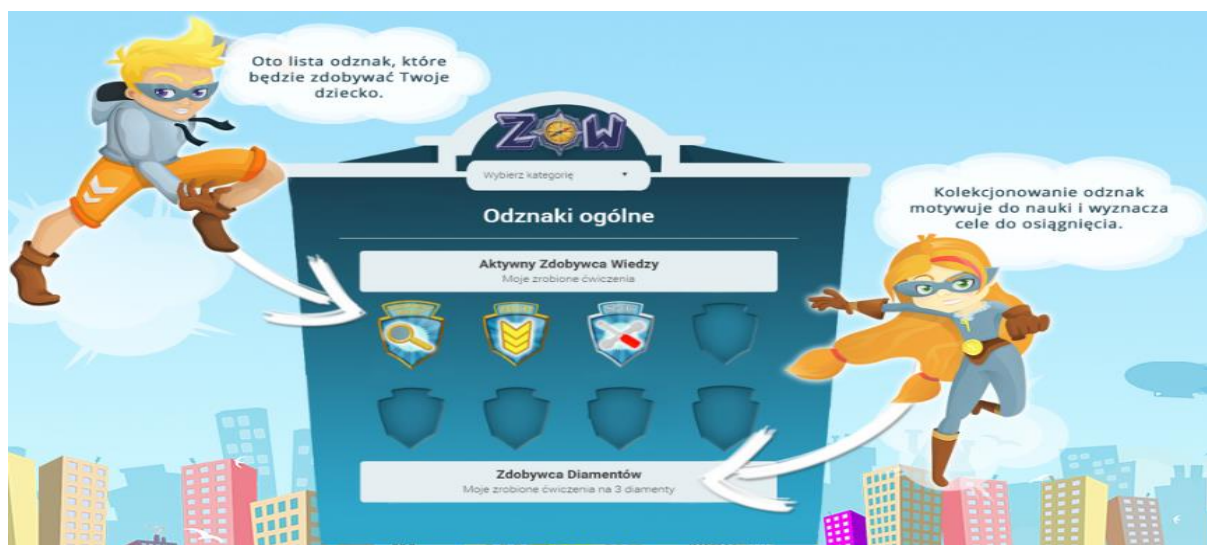 Oto lista odznak, które
będzie zdobywać Twoje
dziecko.
ZOW
Wybierz kategorię
Odznaki ogólne
Kolekcjonowanie odznak
motywuje do nauki i wyznacza
cele do osiągnięcia.
Aktywny Zdobywca Wiedzy
Moje zrobione ćwiczenia
Zdobywca Diamentów
Moje zrobione ćwiczenia na 3 diamenty